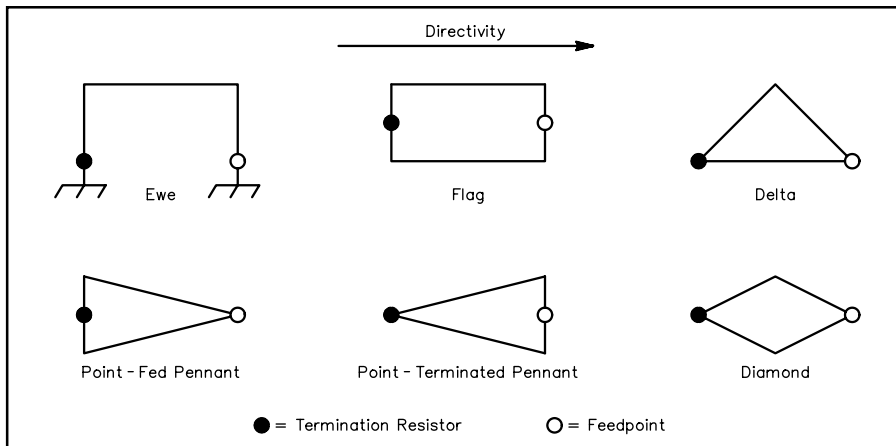 Directivity
Ewe
Flag
Delta
Point - Fed Pennant
Point - Terminated Pennant
Diamond
= Termination Resistor
= Feedpoint